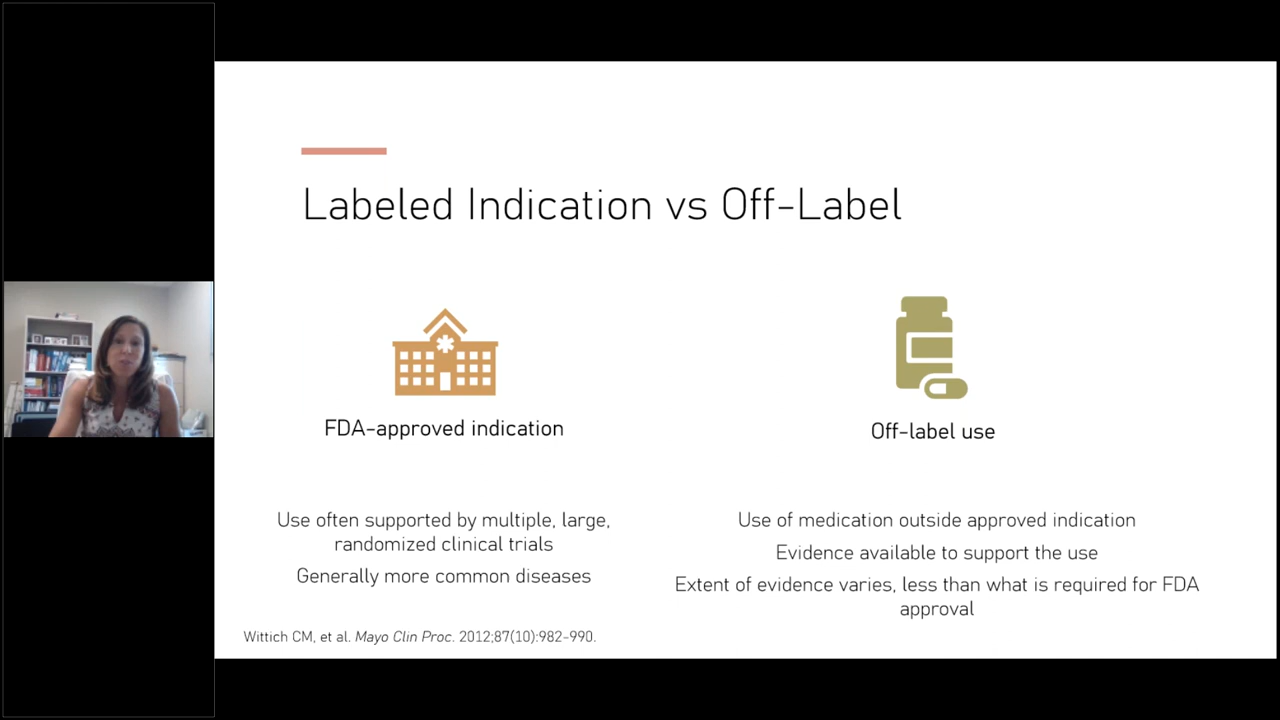 Labeled Indication vs Off-Label
FDA-approved indication
Use often supported by multiple, large,
randomized clinical trials
Generally more common diseases
Off-label use
Use of medication outside approved indication
Evidence available to support the use
Extent of evidence varies, less than what is required for FDA
approval
Wittich CM, et al. Mayo Clin Proc. 2012;87(10):982-990.